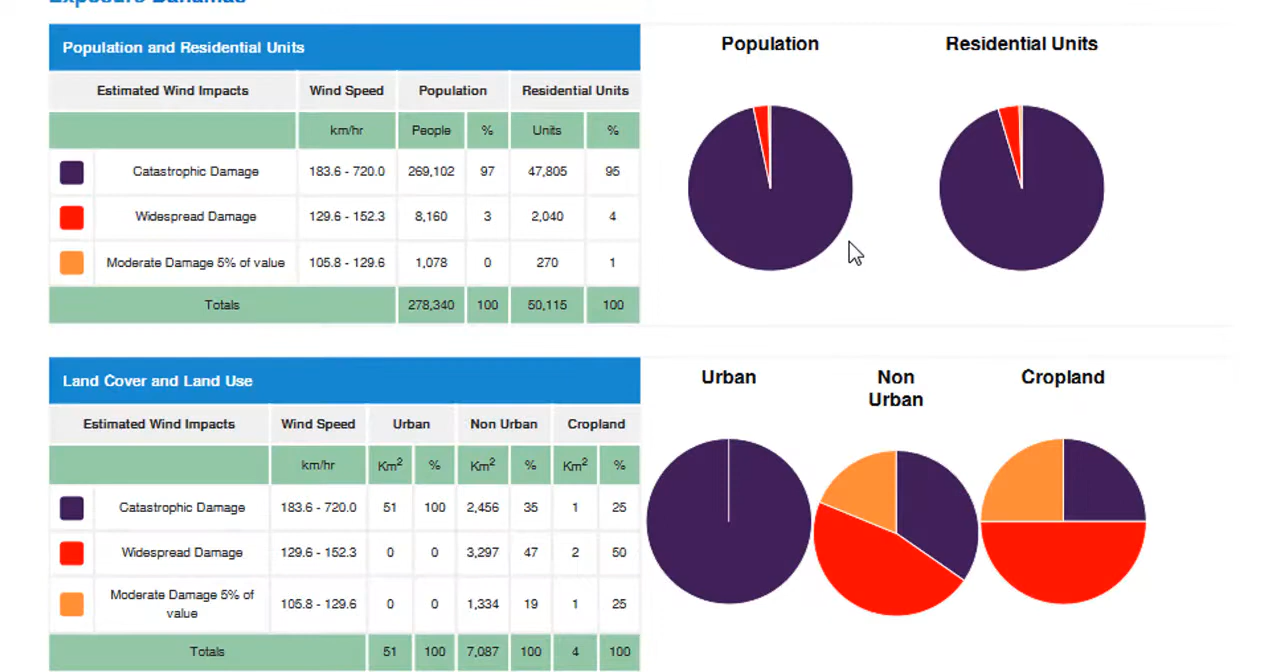 Exposure Bahamas
Population and Residential Units
Estimated Wind Impacts Wind Speed Population Residential Units
km/hr People % Units %
Catastrophic Damage 183.6 - 720.0 269,102 97 47,805 95
Widespread Damage 129.6 - 152.3 8,160 3 2,040 4
Moderate Damage 5% of value 105.8 - 129.6 1,078 0 270 1
Totals 278,340 100 50,115 100
Population Residential Units
Land Cover and Land Use
Estimated Wind Impacts Wind Speed Urban Non Urban Cropland
km/hr Km² % Km² % Km² %
Catastrophic Damage 183.6 - 720.0 51 100 2,456 35 1 25
Widespread Damage 129.6 - 152.3 0 0 3,297 47 2 50
Moderate Damage 5% of
value 105.8 - 129.6 0 0 1,334 19 1 25
Totals 51 100 7,087 100 4 100
Urban Non Cropland
Urban